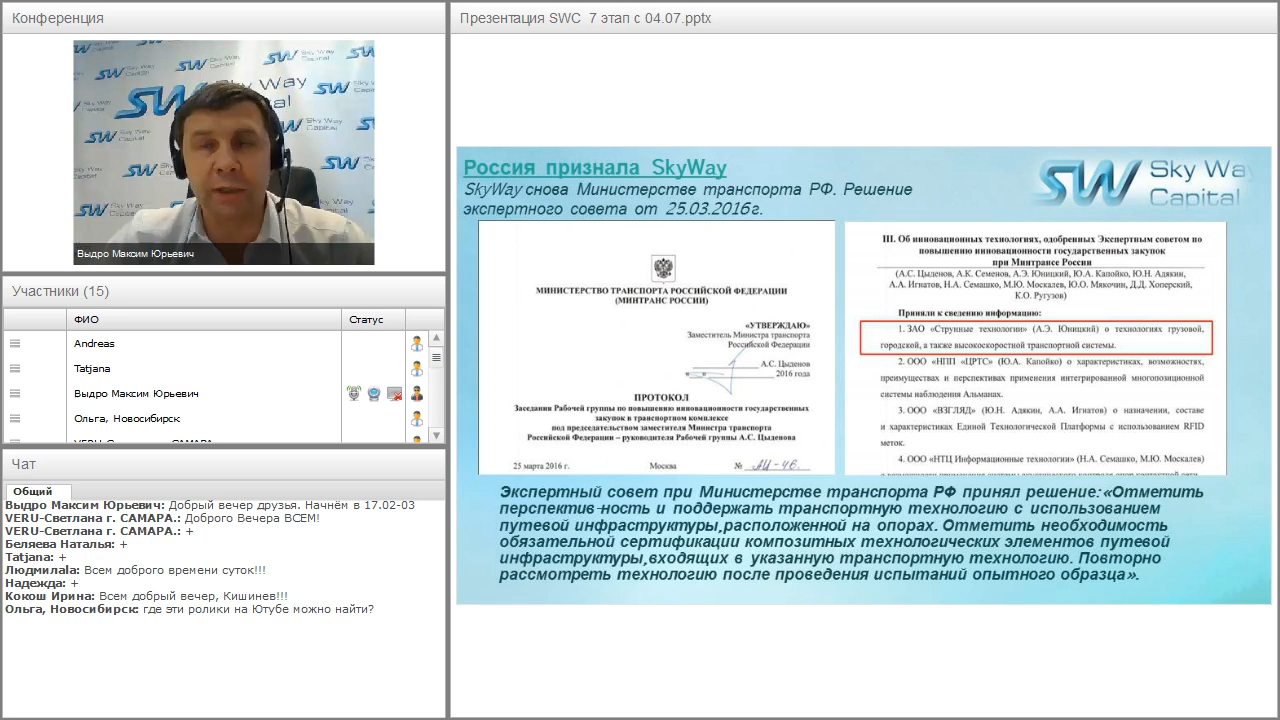 Конференция
Sky Way
Capital
Выдро Максим Юрьевич
Участники (15)
ФИО
Статус
Andreas
Tatjana
Выдро Максим Юрьевич
Ольга, Новосибирск
Чат
Общий
Выдро Максим Юрьевич: Добрый вечер друзья. Начнём в 17.02-03
VERU-Светлана г. САМАРА.: Доброго Вечера ВСЕМ!
VERU-Светлана г. САМАРА.: +
Беляева Наталья: +
Tatjana: +
Людмилаla: Всем доброго времени суток!!!
Надежда: +
Кокош Ирина: Всем добрый вечер, Кишинев!!!
Ольга, Новосибирск: где эти ролики на Ютубе можно найти?
Презентация SWC 7 этап с 04.07.pptx
Россия признала SkyWay
SkyWay снова Министерстве транспорта РФ. Решение
экспертного совета от 25.03.2016г.
SW Sky Way
Capital
МИНИСТЕРСТВО ТРАНСПОРТА РОССИЙСКОЙ ФЕДЕРАЦИИ
(МИНТРАНС РОССИИ)
«УТВЕРЖДАЮ»
Заместитель Министра транспорта
Российской Федерации
А.С. Цыденов
2016 года
ПРОТОКОЛ
Заседания Рабочей группы по повышению инновационности государственных
закупок в транспортном комплексе
под председательством заместителя Министра транспорта
Российской Федерации – руководителя Рабочей группы А.С. Цыденова
25 марта 2016 г. Москва №
III. Об инновационных технологиях, одобренных Экспертным советом по
повышению инновационности государственных закупок
при Минтрансе России
(А.С. Цыденов, А.К. Семенов, А.Э. Юницкий, Ю.А. Капойко, Ю.Н. Адякин,
А.А. Игнатов, Н.А. Семашко, М.Ю. Москалев, Ю.О. Мякочин, Д.Д. Хоперский,
К.О. Ругузов)
Приняли к сведению информацию:
1. ЗАО «Струнные технологии» (А.Э. Юницкий) о технологиях грузовой,
городской, а также высокоскоростной транспортной системы.
2. ООО «НПП «ЦРТС» (Ю.А. Капойко) о характеристиках, возможностях,
преимуществах и перспективах применения интегрированной многопозиционной
системы наблюдения Альманах.
3. ООО «ВЗГЛЯД» (Ю.Н. Адякин, А.А. Игнатов) о назначении, составе
и характеристиках Единой Технологической Платформы с использованием RFID
меток.
4. ООО «НТЦ Информационные технологии» (Н.А. Семашко, М.Ю. Москалев)
Экспертный совет при Министерстве транспорта РФ принял решение:«Отметить
перспектив-ность и поддержать транспортную технологию с использованием
путевой инфраструктуры,расположенной на опорах. Отметить необходимость
обязательной сертификации композитных технологических элементов путевой
инфраструктуры,входящих в указанную транспортную технологию. Повторно
рассмотреть технологию после проведения испытаний опытного образца».